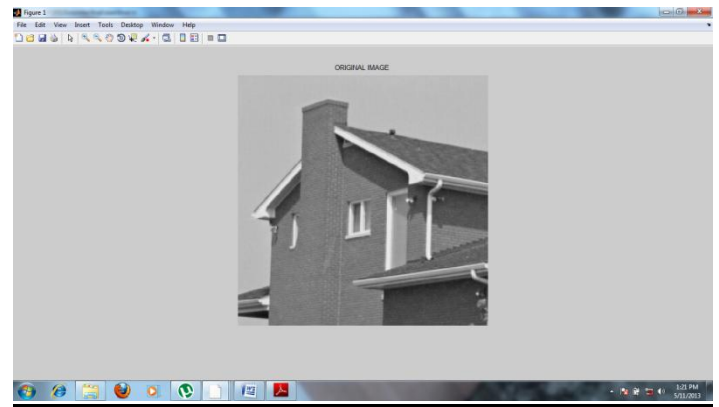 Figure 1
File Edit View Insert Tools Desktop Window Help
ORIGINAL IMAGE
1:21 PM
5/11/2013